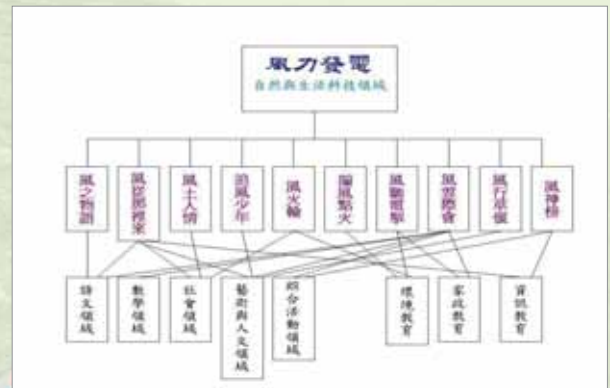 風力發電
自然與生活科技領域
風之物語
風從那裡來
風土人情
追風少年
風火輪
煽風點火
風馳電掣
風雲際會
風行草偃
風神榜
語文領域
數學領域
社會領域
藝術與人文領域
綜合活動領域
環境教育
家政教育
資訊教育